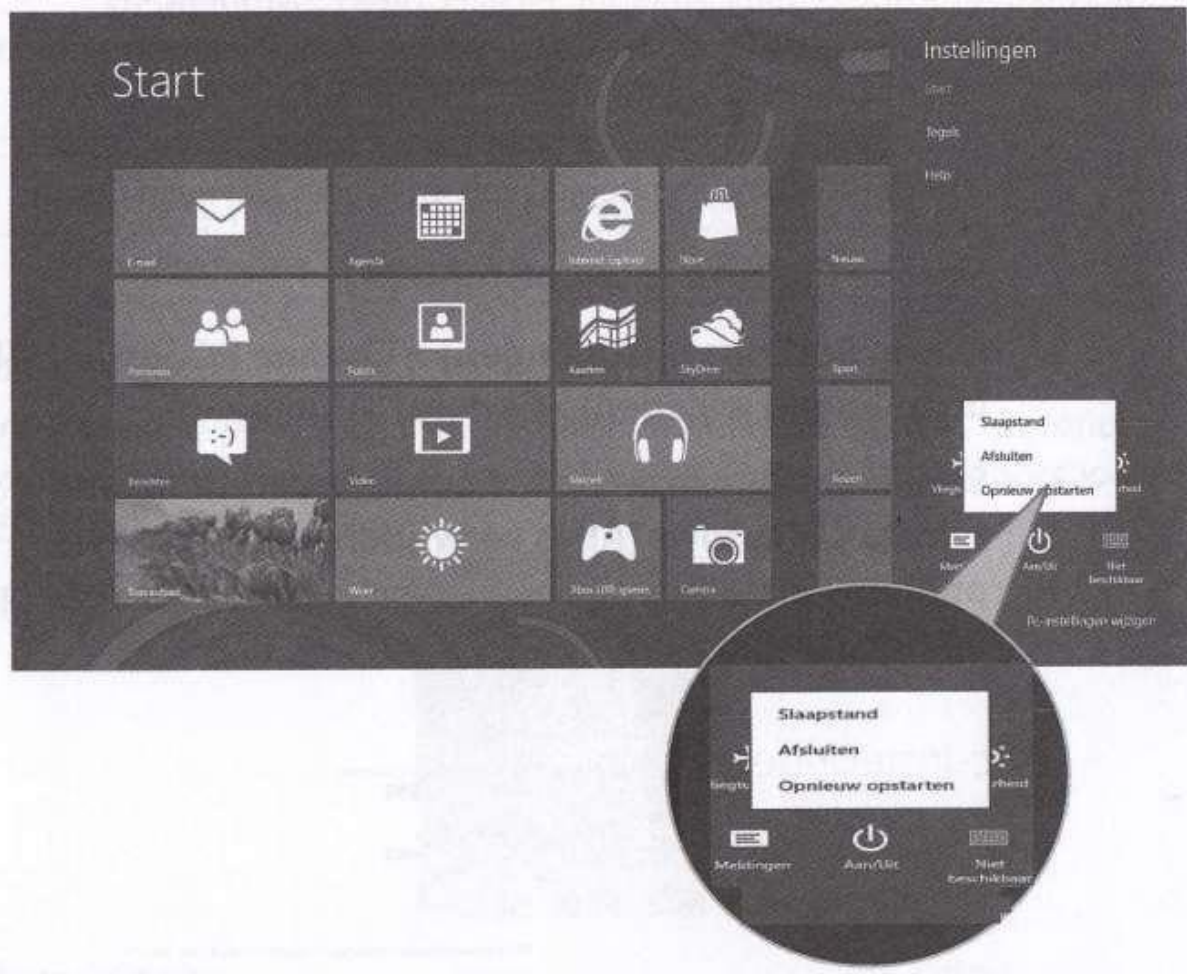 Start
Instellingen
Start
Tegels
Help
E-mail
Agenda
Internet Explorer
Store
Nieuws
Personen
Foto's
Kaarten
SkyDrive
Sport
Berichten
:-)
Video
Muziek
Reizen
Bureaublad
Weer
Xbox LIVE Games
Camera
Slaapstand
Afsluiten
Opnieuw opstarten
Aan/Uit
Niet
beschikbaar
Pc-instellingen wijzigen
Slaapstand
Afsluiten
Opnieuw opstarten
Meldingen
Aan/Uit
Niet
beschikbaar